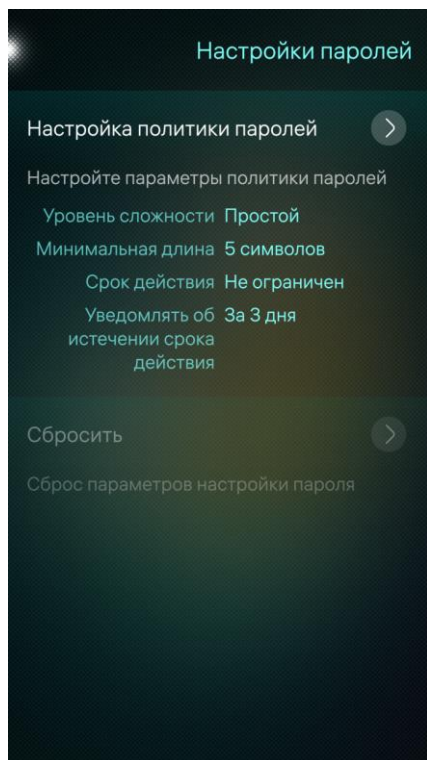 Настройки паролей
Настройка политики паролей
Настройте параметры политики паролей
Уровень сложности Простой
Минимальная длина 5 символов
Срок действия Не ограничен
Уведомлять об За 3 дня
истечении срока
действия
Сбросить
Сброс параметров настройки пароля